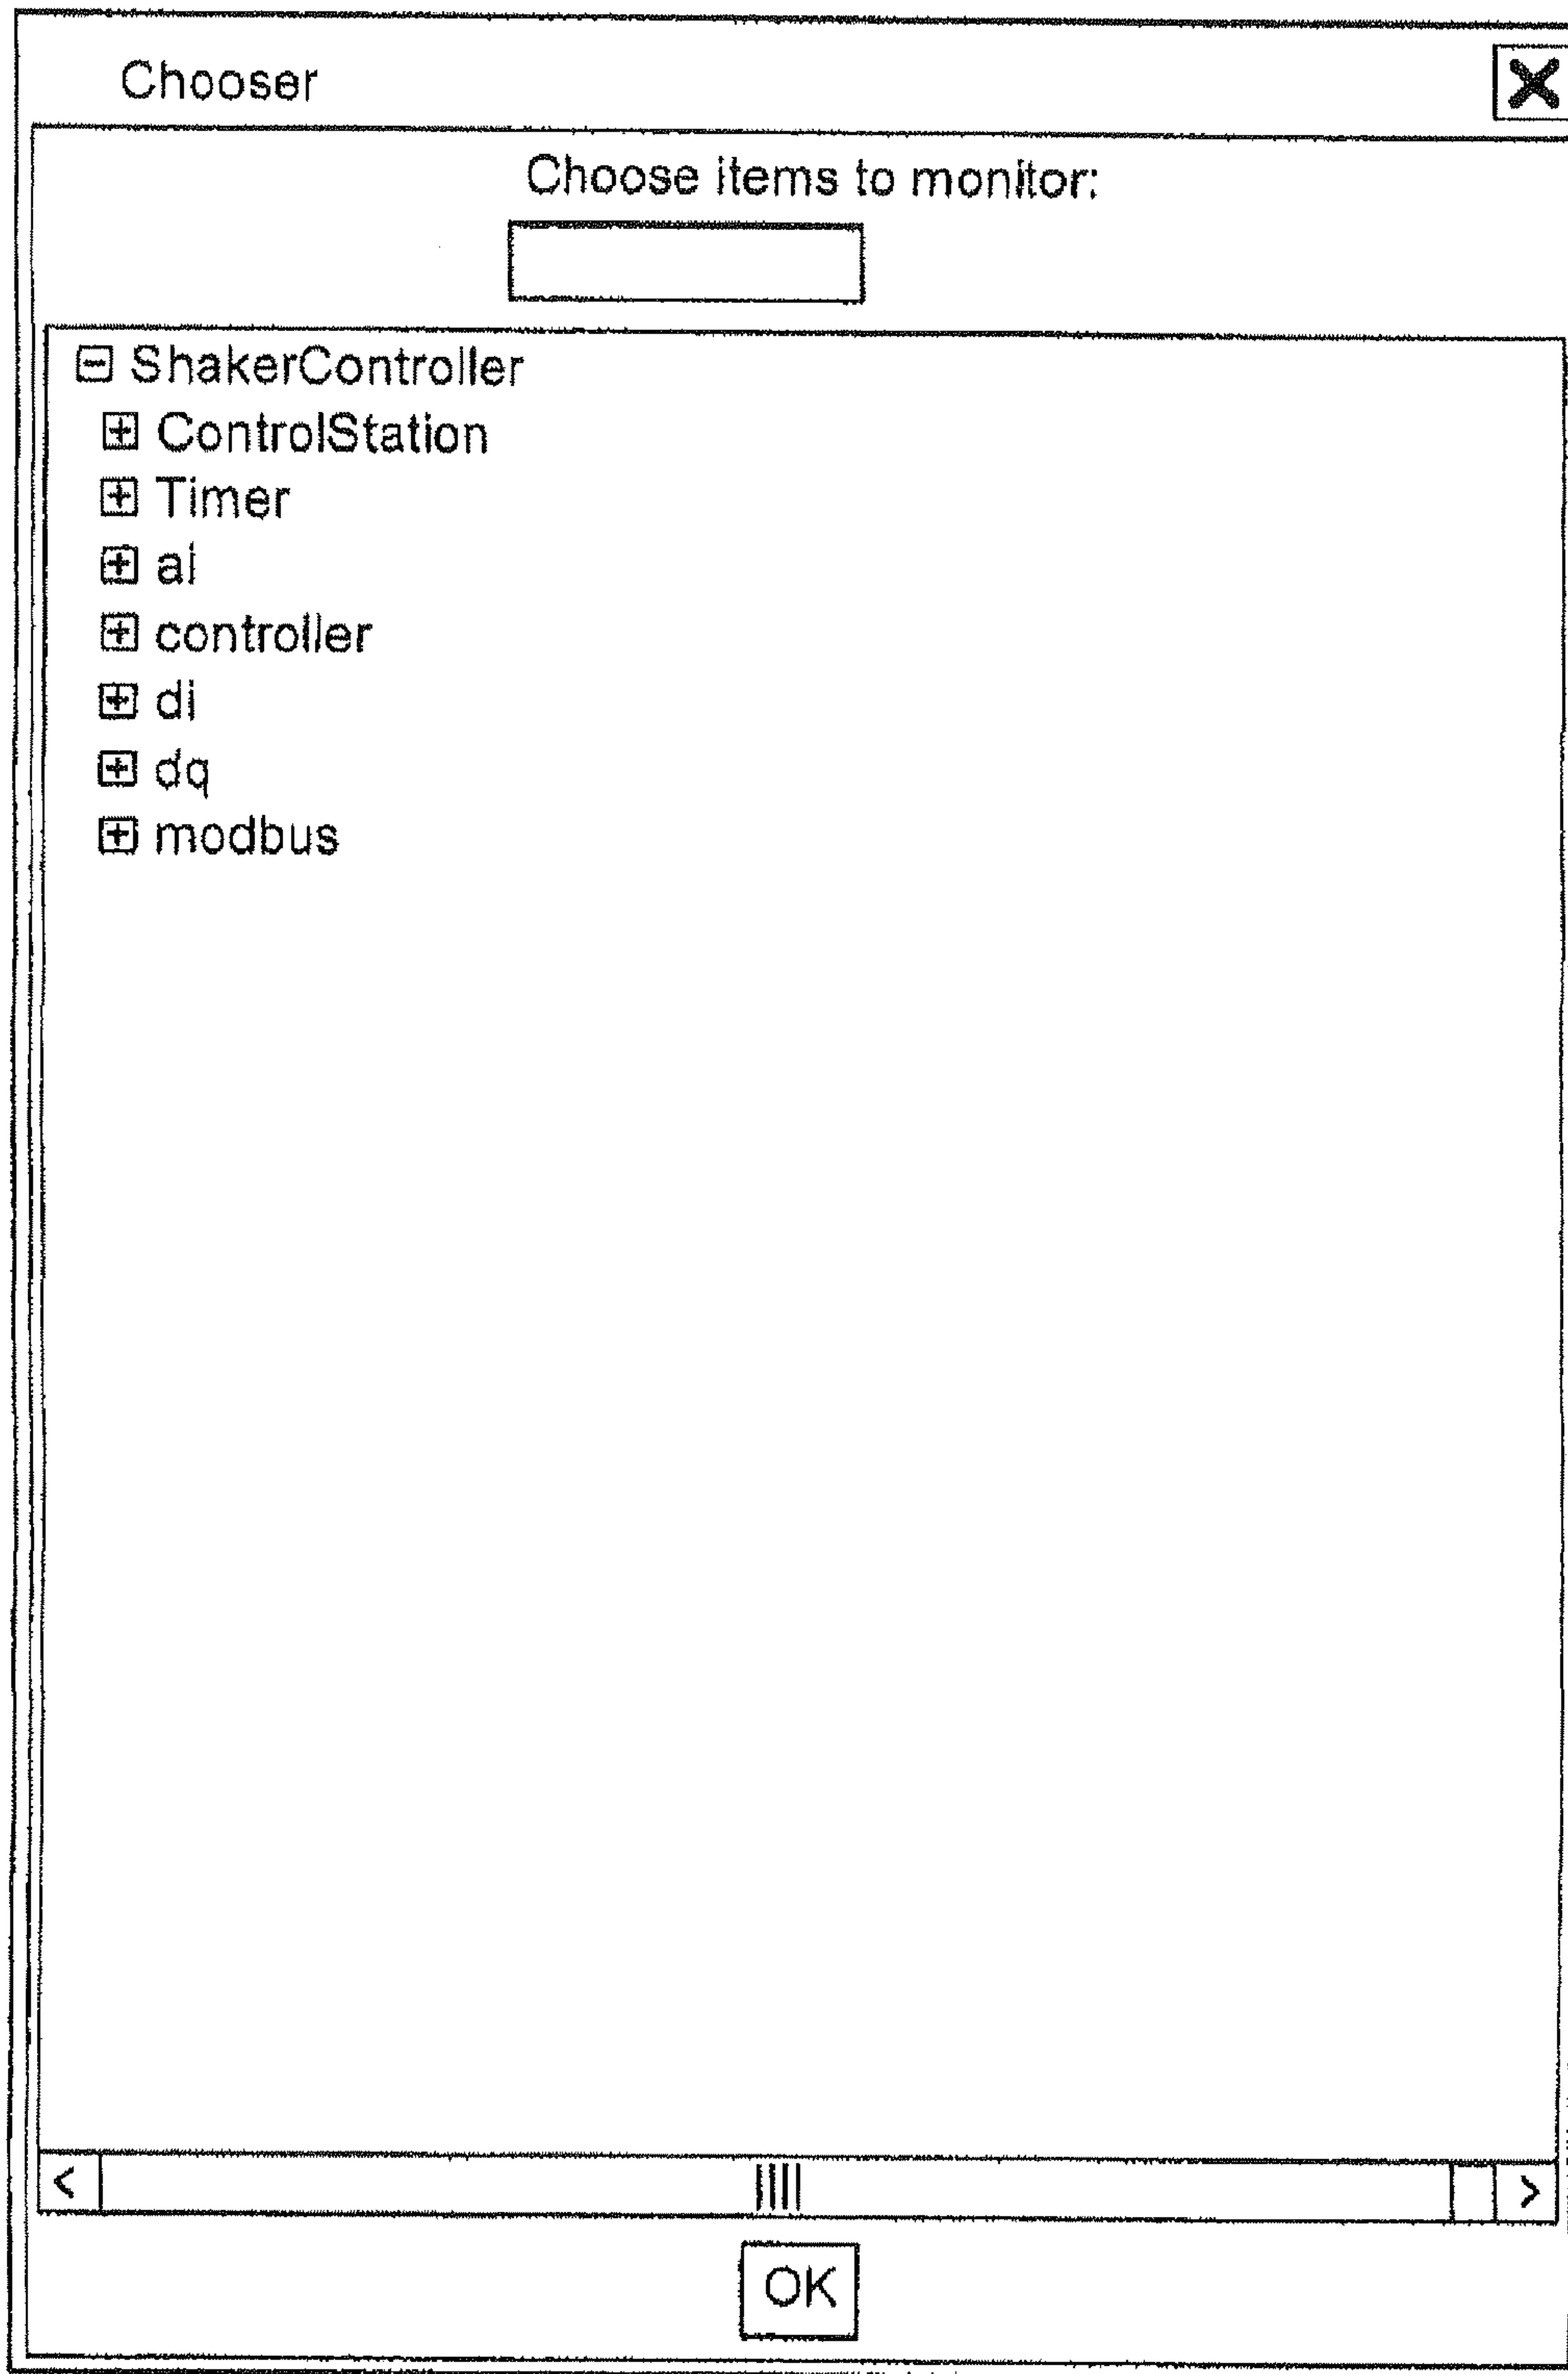 Chooser
Choose items to monitor:
ShakerController
ControlStation
Timer
ai
controller
di
dq
modbus
OK